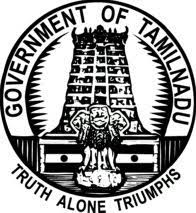 GOVERNMENT OF TAMILNADU
TRUTH ALONE TRIUMPHS